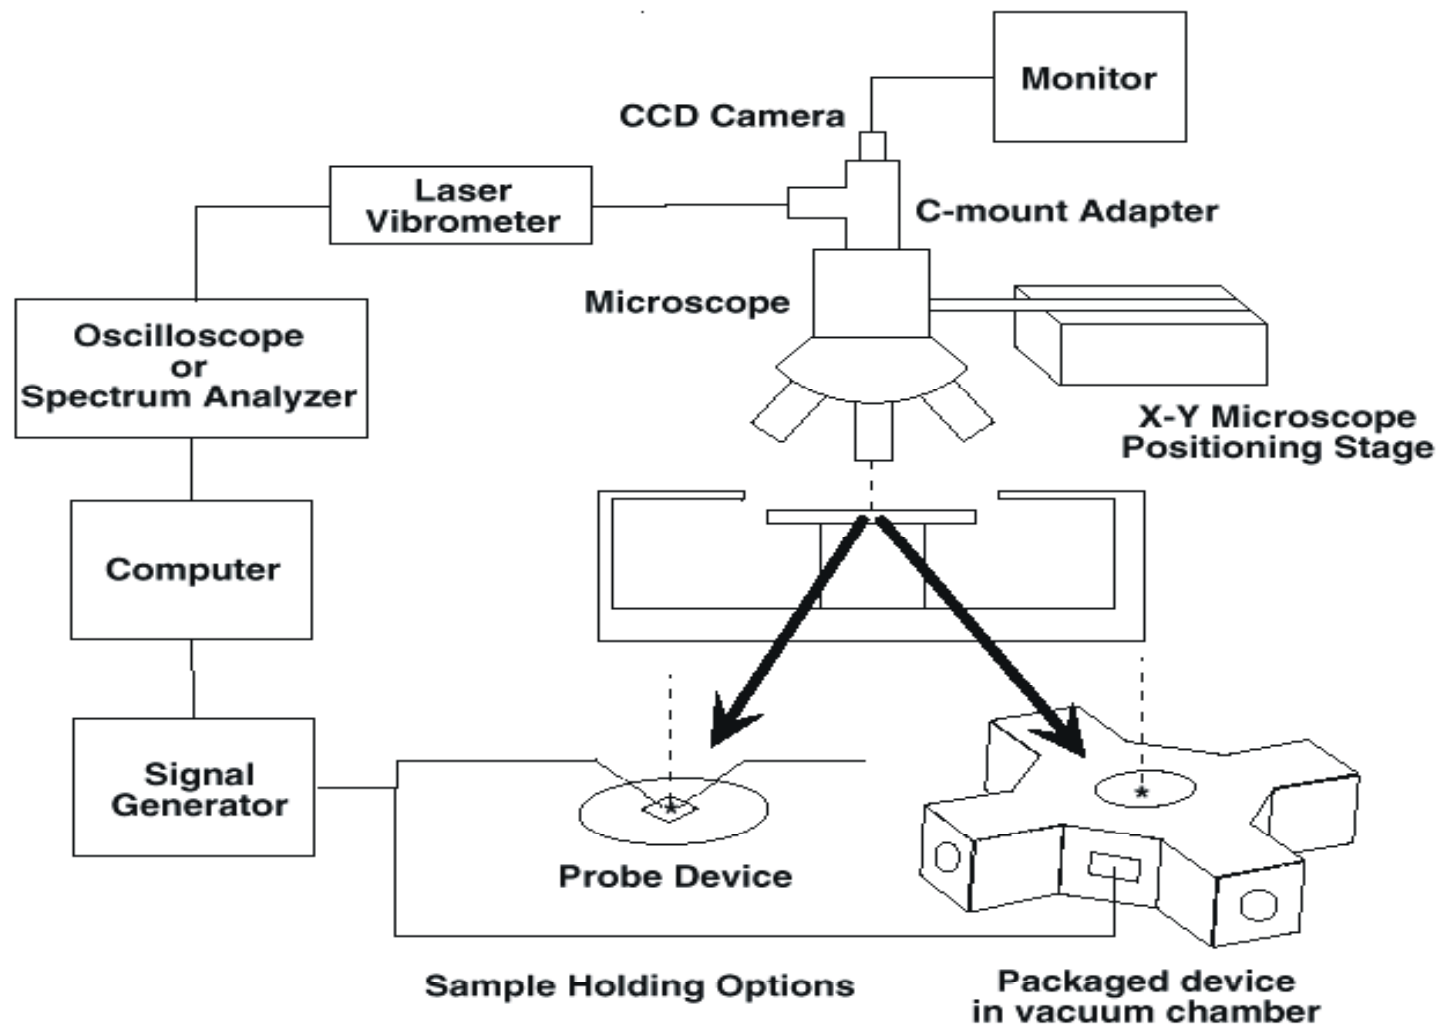 Monitor
CCD Camera
Laser
Vibrometer
C-mount Adapter
Microscope
Oscilloscope
or
Spectrum Analyzer
X-Y Microscope
Positioning Stage
Computer
Signal
Generator
*
*
Probe Device
Sample Holding Options
Packaged device
in vacuum chamber